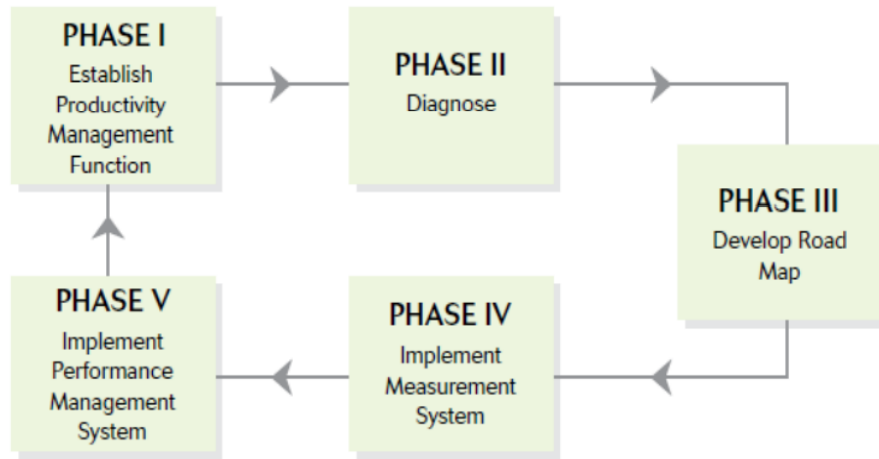 PHASE I
Establish
Productivity
Management
Function
PHASE II
Diagnose
PHASE III
Develop Road
Map
PHASE IV
Implement
Measurement
System
PHASE V
Implement
Performance
Management
System